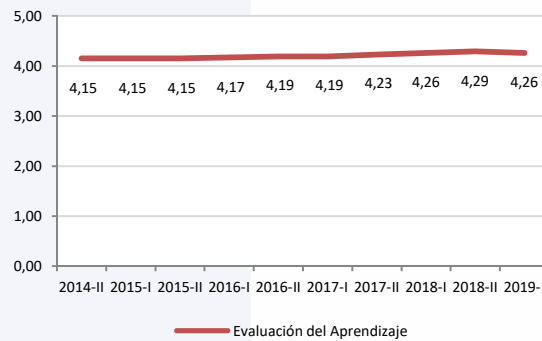 5,00
4,00
4,15 4,15 4,15 4,17 4,19 4,19 4,23 4,26 4,29 4,26
3,00
2,00
1,00
0,00
2014-II 2015-I 2015-II 2016-I 2016-II 2017-I 2017-II 2018-I 2018-II 2019-
Evaluación del Aprendizaje